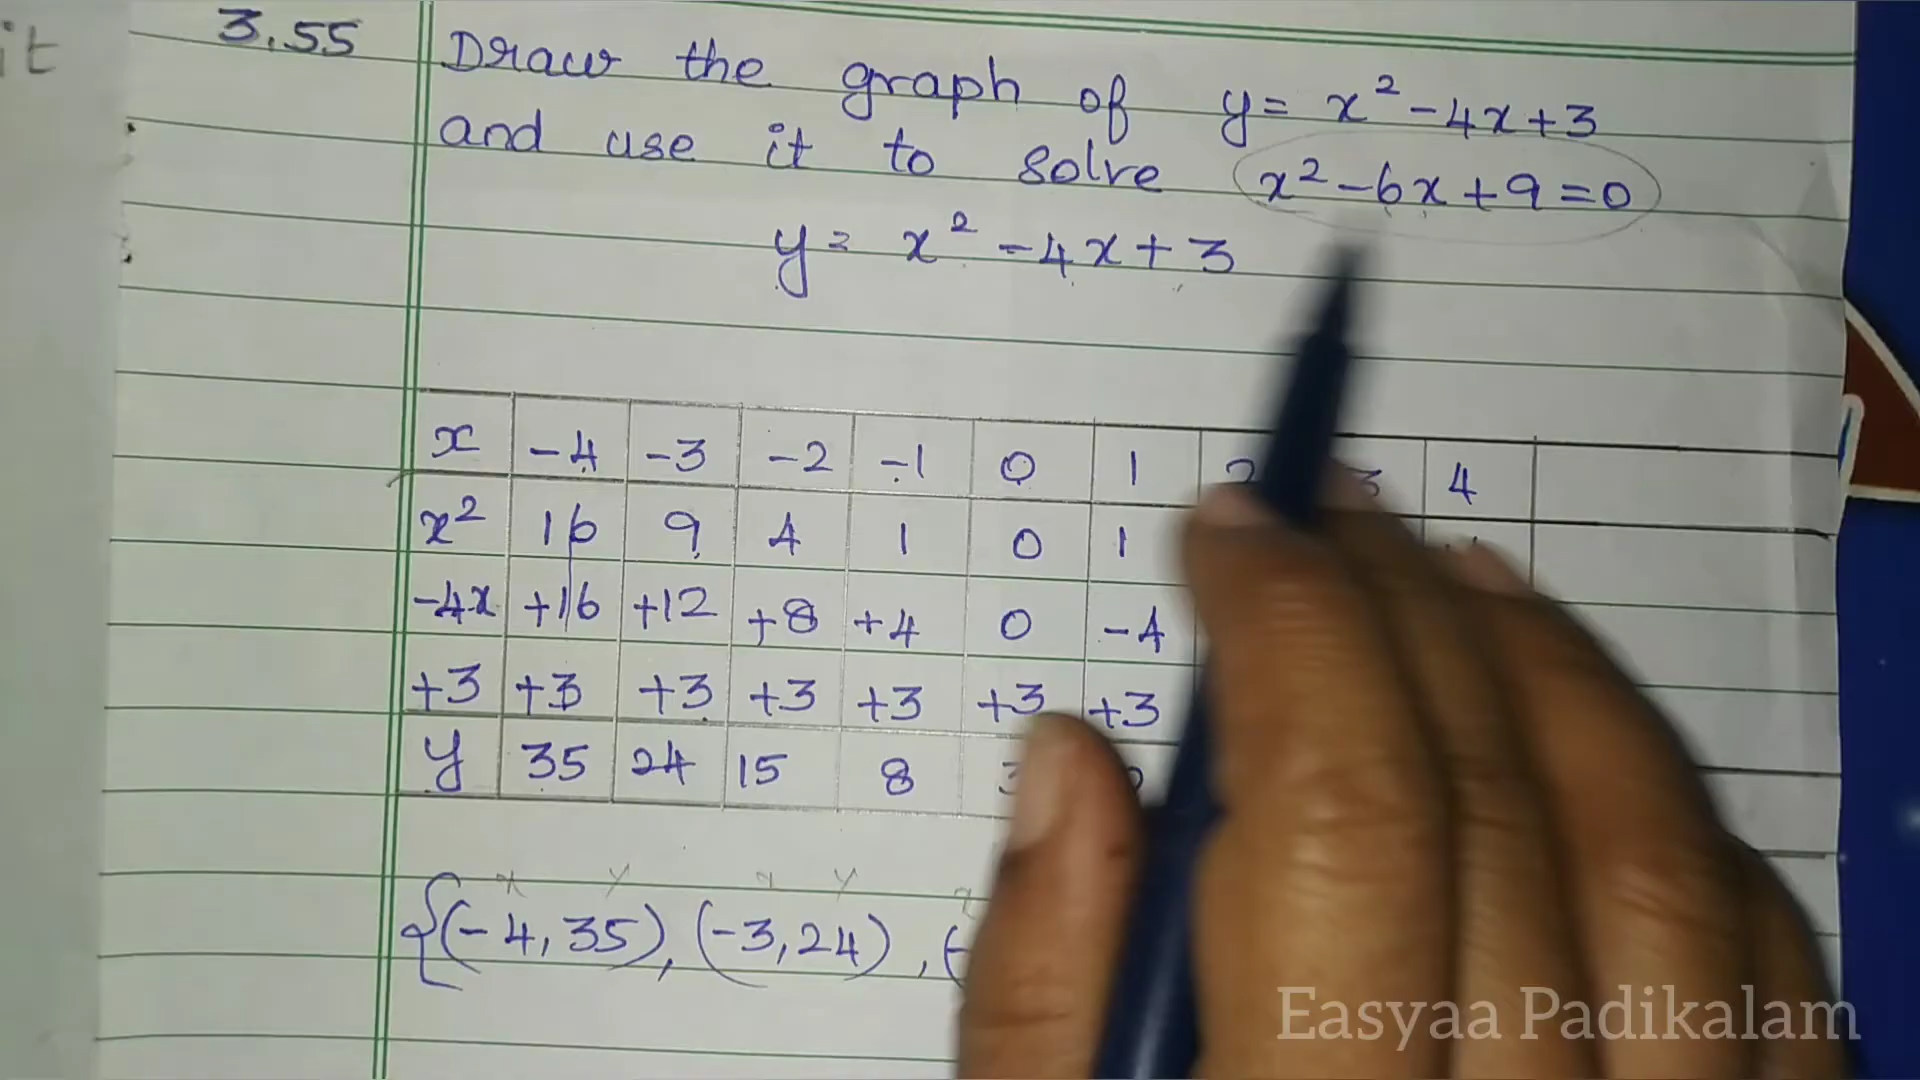 it
3.55 Draw the graph of y = x² - 4x + 3
and use it to solve x² - 6x + 9 = 0
y = x² - 4x + 3
x -4 -3 -2 -1 0 1 2 3 4
x² 16 9 4 1 0 1
-4x +16 +12 +8 +4 0 -4
+3 +3 +3 +3 +3 +3 +3
y 35 24 15 8 3
x y x y x
{(-4, 35), (-3, 24), (-
Easyaa Padikalam